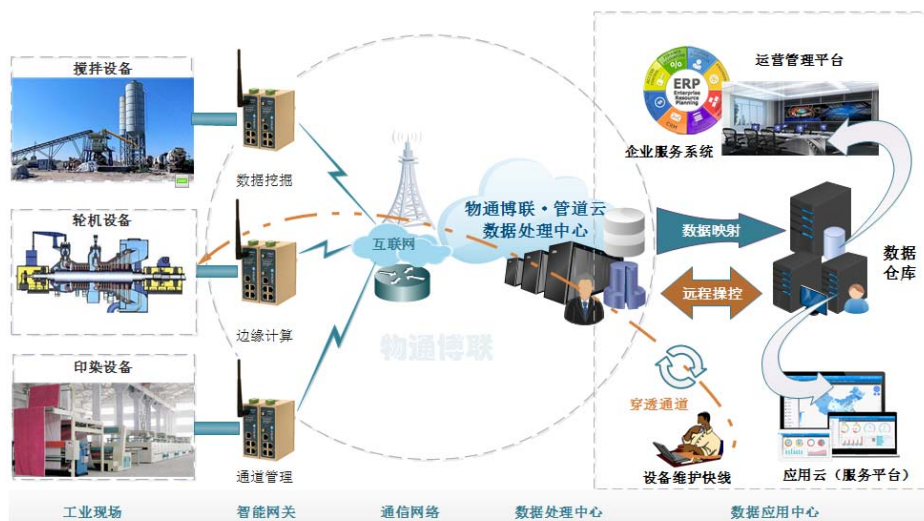 搅拌设备
数据挖掘
轮机设备
边缘计算
印染设备
通道管理
互联网
物通博联·管道云
数据处理中心
物通博联
ERP
Enterprise
Resource
Planning
企业服务系统
运营管理平台
数据映射
远程操控
数据
仓库
穿透通道
设备维护快线
应用云（服务平台）
工业现场
智能网关
通信网络
数据处理中心
数据应用中心